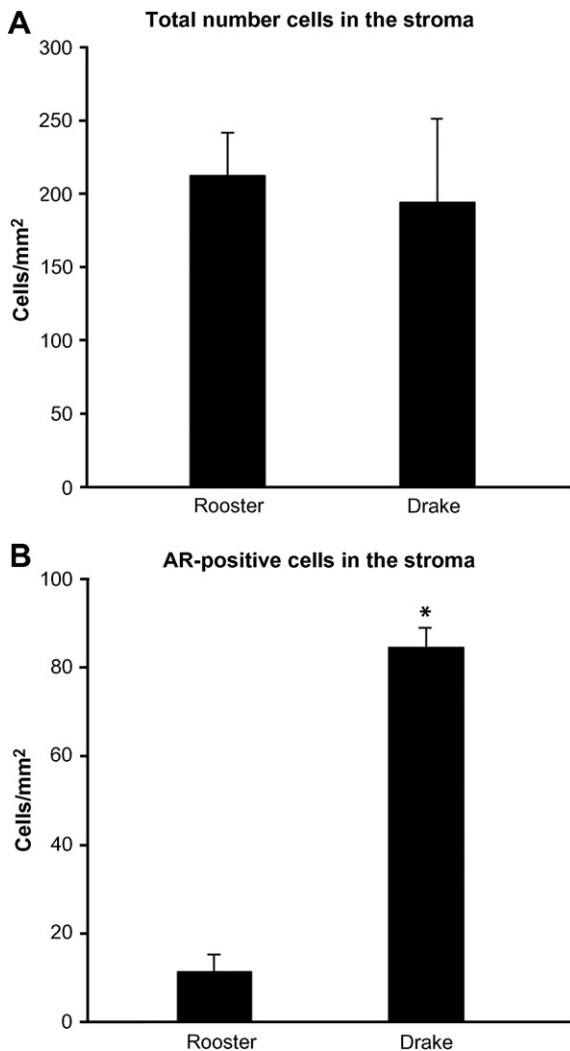 A
Total number cells in the stroma
300
250
200
150
100
50
0
Cells/mm²
Rooster Drake
B
AR-positive cells in the stroma
100
80
60
40
20
0
Cells/mm²
*
Rooster Drake